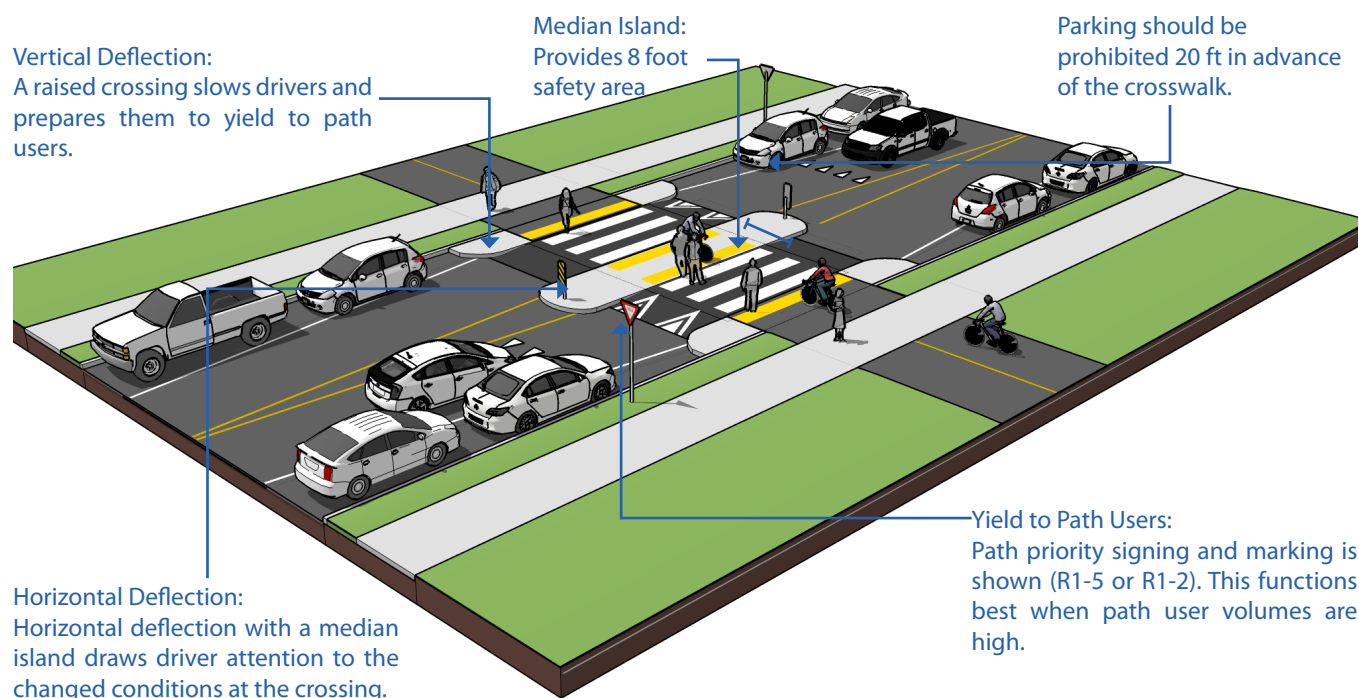 Vertical Deflection:
A raised crossing slows drivers and
prepares them to yield to path
users.
Median Island:
Provides 8 foot
safety area
Parking should be
prohibited 20 ft in advance
of the crosswalk.
Horizontal Deflection:
Horizontal deflection with a median
island draws driver attention to the
changed conditions at the crossing.
Yield to Path Users:
Path priority signing and marking is
shown (R1-5 or R1-2). This functions
best when path user volumes are
high.